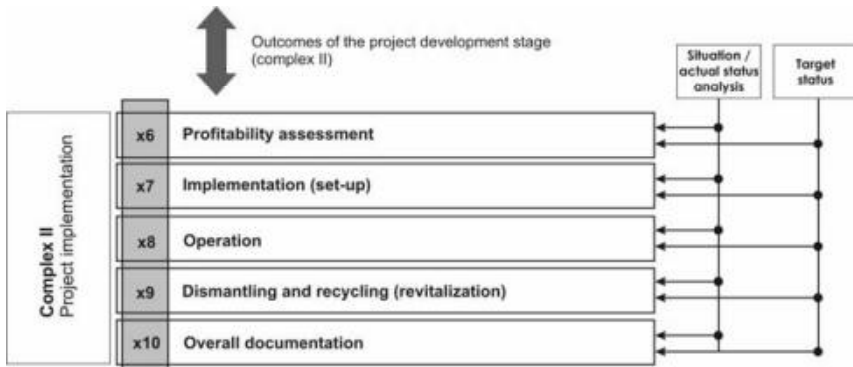 Outcomes of the project development stage
(complex II)
Situation /
actual status
analysis
Target
status
Complex II
Project implementation
x6 Profitability assessment
x7 Implementation (set-up)
x8 Operation
x9 Dismantling and recycling (revitalization)
x10 Overall documentation